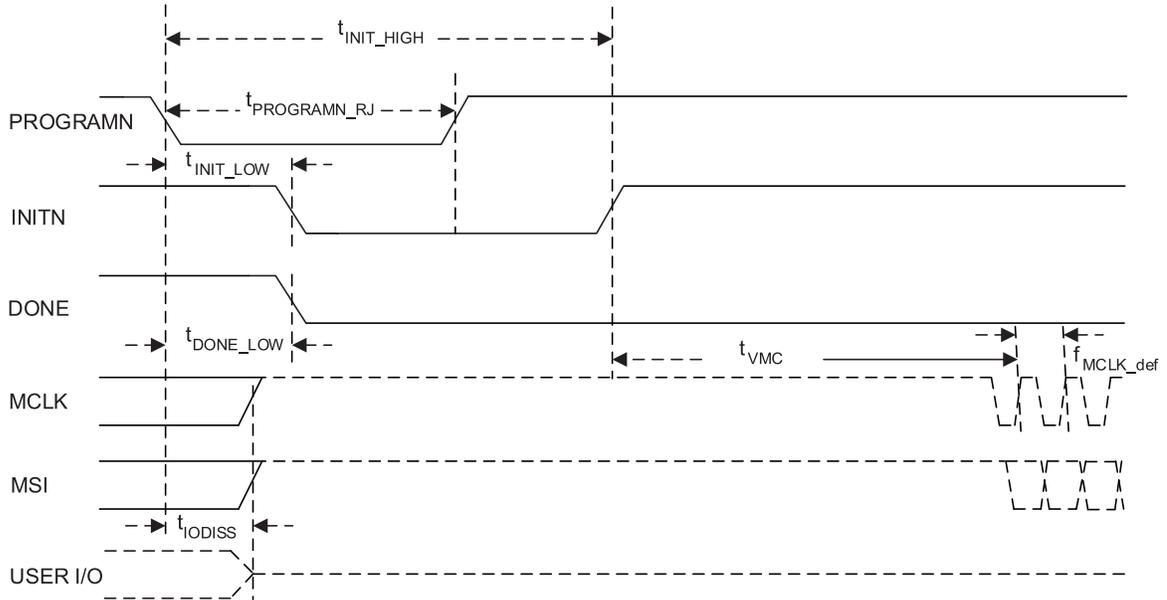 tINIT_HIGH
tPROGRAMN_RJ
PROGRAMN
tINIT_LOW
INITN
DONE
tDONE_LOW
tVMC
fMCLK_def
MCLK
MSI
tIODISS
USER I/O